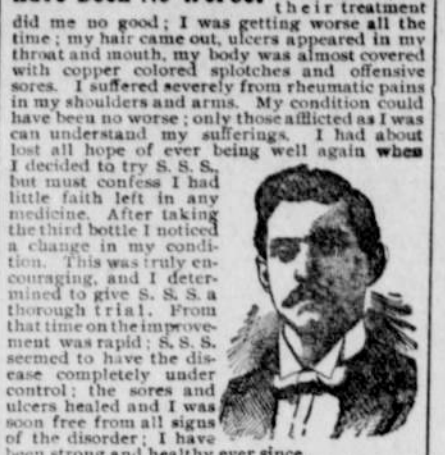 their treatment
did me no good; I was getting worse all the
time; my hair came out, ulcers appeared in my
throat and mouth, my body was almost covered
with copper colored splotches and offensive
sores. I suffered severely from rheumatic pains
in my shoulders and arms. My condition could
have been no worse; only those afflicted as I was
can understand my sufferings. I had about
lost all hope of ever being well again when
I decided to try S. S. S.,
but must confess I had
little faith left in any
medicine. After taking
the third bottle I noticed
a change in my condi-
tion. This was truly en-
couraging, and I deter-
mined to give S. S. S. a
thorough trial. From
that time on the improve-
ment was rapid; S. S. S.
seemed to have the dis-
ease completely under
control; the sores and
ulcers healed and I was
soon free from all signs
of the disorder; I have
been strong and healthy ever since